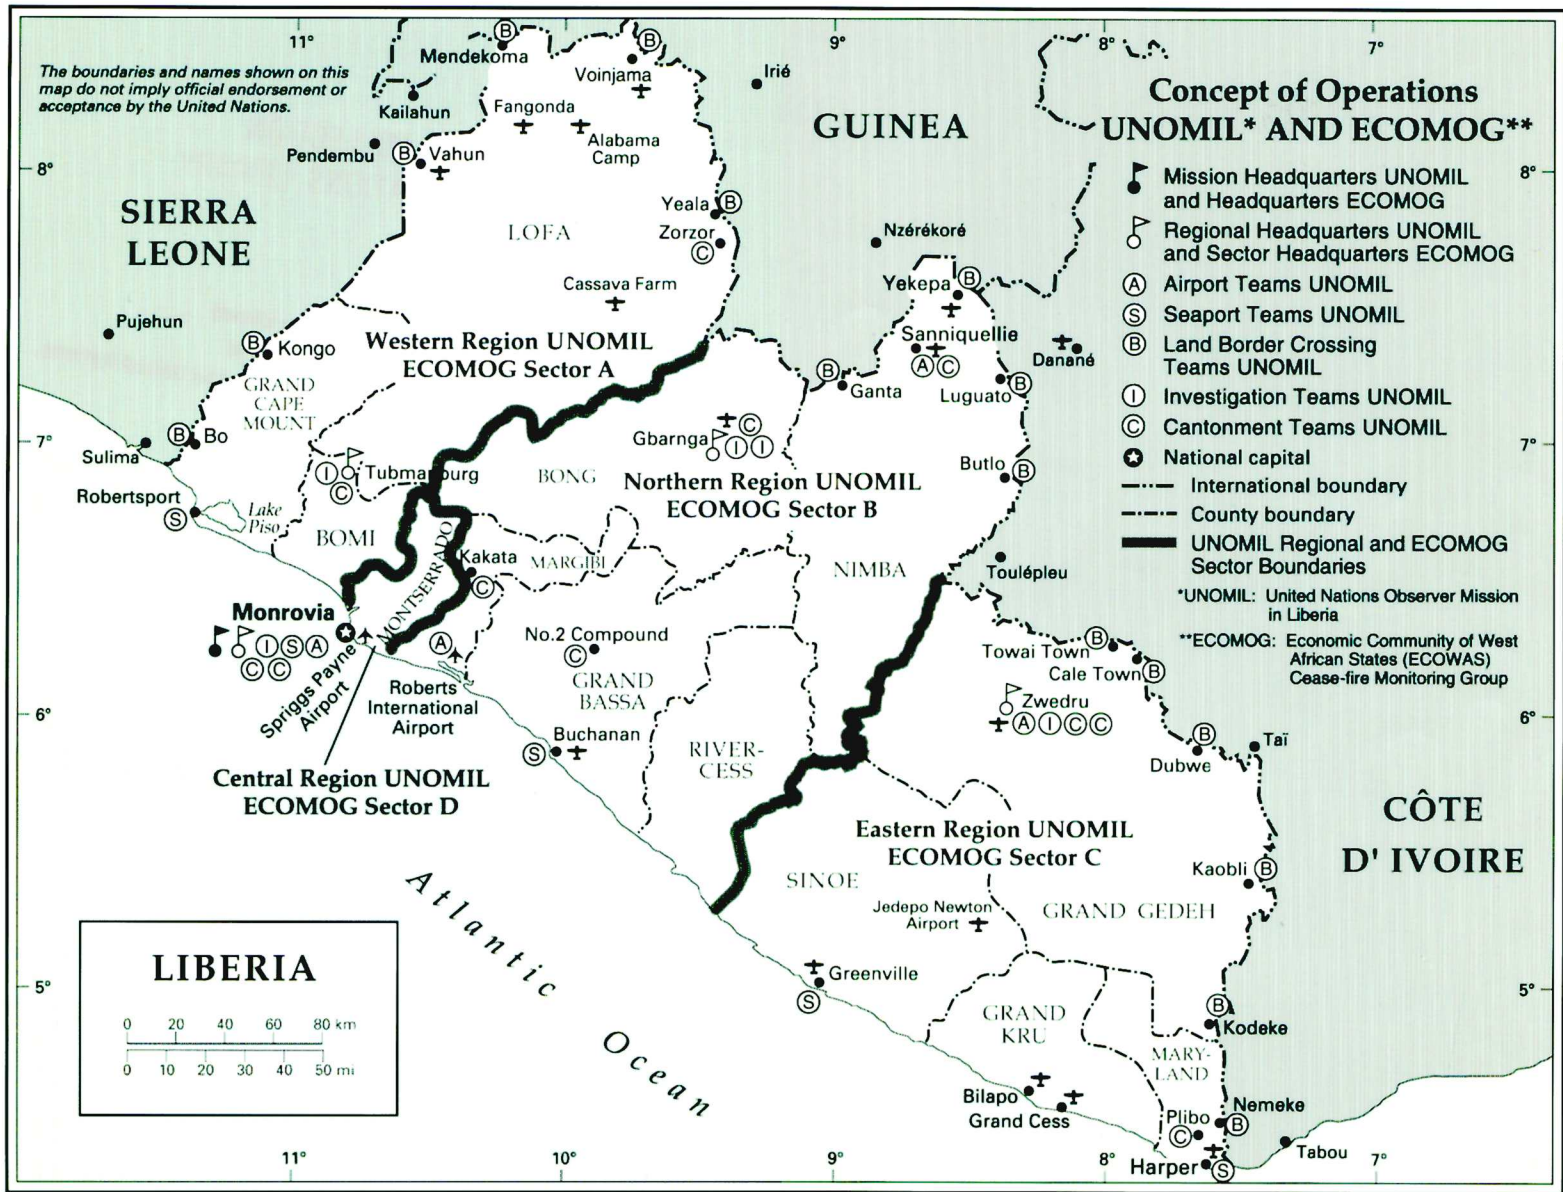 11°
10°
9°
8°
7°
The boundaries and names shown on this
map do not imply official endorsement or
acceptance by the United Nations.
Concept of Operations
UNOMIL* AND ECOMOG**
Mission Headquarters UNOMIL
and Headquarters ECOMOG
Regional Headquarters UNOMIL
and Sector Headquarters ECOMOG
A Airport Teams UNOMIL
S Seaport Teams UNOMIL
B Land Border Crossing
Teams UNOMIL
I Investigation Teams UNOMIL
C Cantonment Teams UNOMIL
National capital
International boundary
County boundary
UNOMIL Regional and ECOMOG
Sector Boundaries
*UNOMIL: United Nations Observer Mission
in Liberia
**ECOMOG: Economic Community of West
African States (ECOWAS)
Cease-fire Monitoring Group
B
Mendekoma
B
Voinjama
Irié
Kailahun
Fangonda
Alabama
Camp
GUINEA
Pendembu
B
Vahun
8°
8°
SIERRA
LEONE
LOFA
Yeala
B
Zorzor
C
Nzérékoré
Cassava Farm
Yekepa
B
Pujehun
B
Kongo
Western Region UNOMIL
ECOMOG Sector A
Sanniquellie
A C
Danané
GRAND
CAPE
MOUNT
B
Ganta
Luguato
B
7°
7°
B
Bo
Sulima
Gbarnga
C
I I
I
C
Tubmanburg
BONG
Northern Region UNOMIL
ECOMOG Sector B
Butlo
B
Robertsport
S
Lake
Piso
BOMI
MONTSERRADO
Kakata
C
MARGIBI
NIMBA
Toulépleu
Monrovia
I S A
C C
Spriggs Payne
Airport
A
Roberts
International
Airport
No.2 Compound
C
GRAND
BASSA
B
Towai Town
Cale Town
B
Zwedru
A I C C
6°
6°
S
Buchanan
RIVER-
CESS
B
Dubwe
Taï
Central Region UNOMIL
ECOMOG Sector D
CÔTE
D' IVOIRE
Eastern Region UNOMIL
ECOMOG Sector C
Kaobli
B
SINOE
Jedepo Newton
Airport
GRAND GEDEH
Atlantic Ocean
LIBERIA
0 20 40 60 80 km
0 10 20 30 40 50 mi
5°
5°
Greenville
S
GRAND
KRU
B
Kodeke
MARY-
LAND
Bilapo
Grand Cess
Nemeke
Plibo
B
C
Harper
S
Tabou
11°
10°
9°
8°
7°